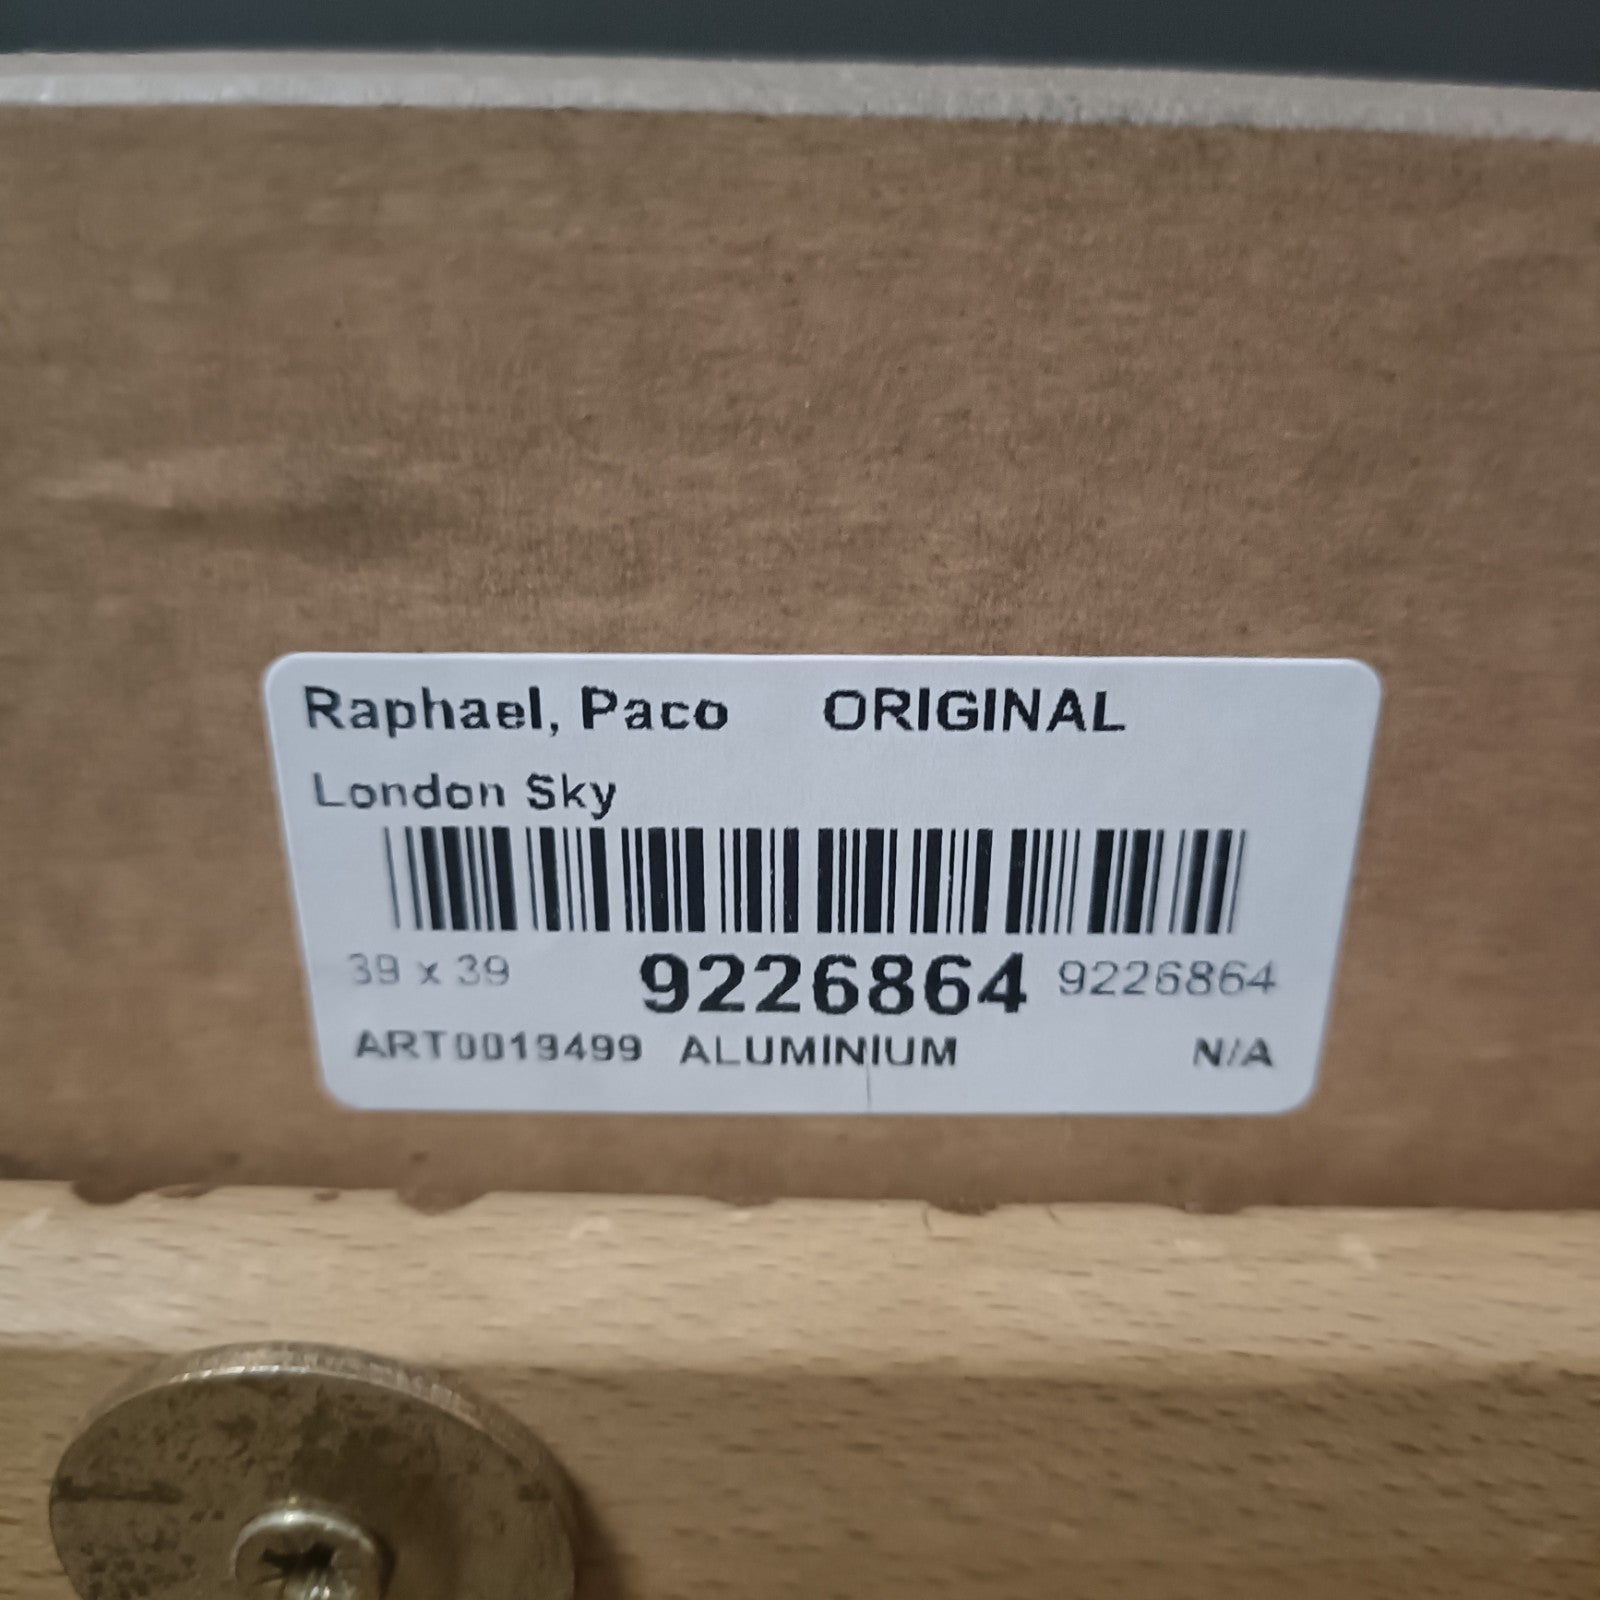 Raphael, Paco ORIGINAL
London Sky
39 x 39 9226864 9226864
ART0019499 ALUMINIUM N/A